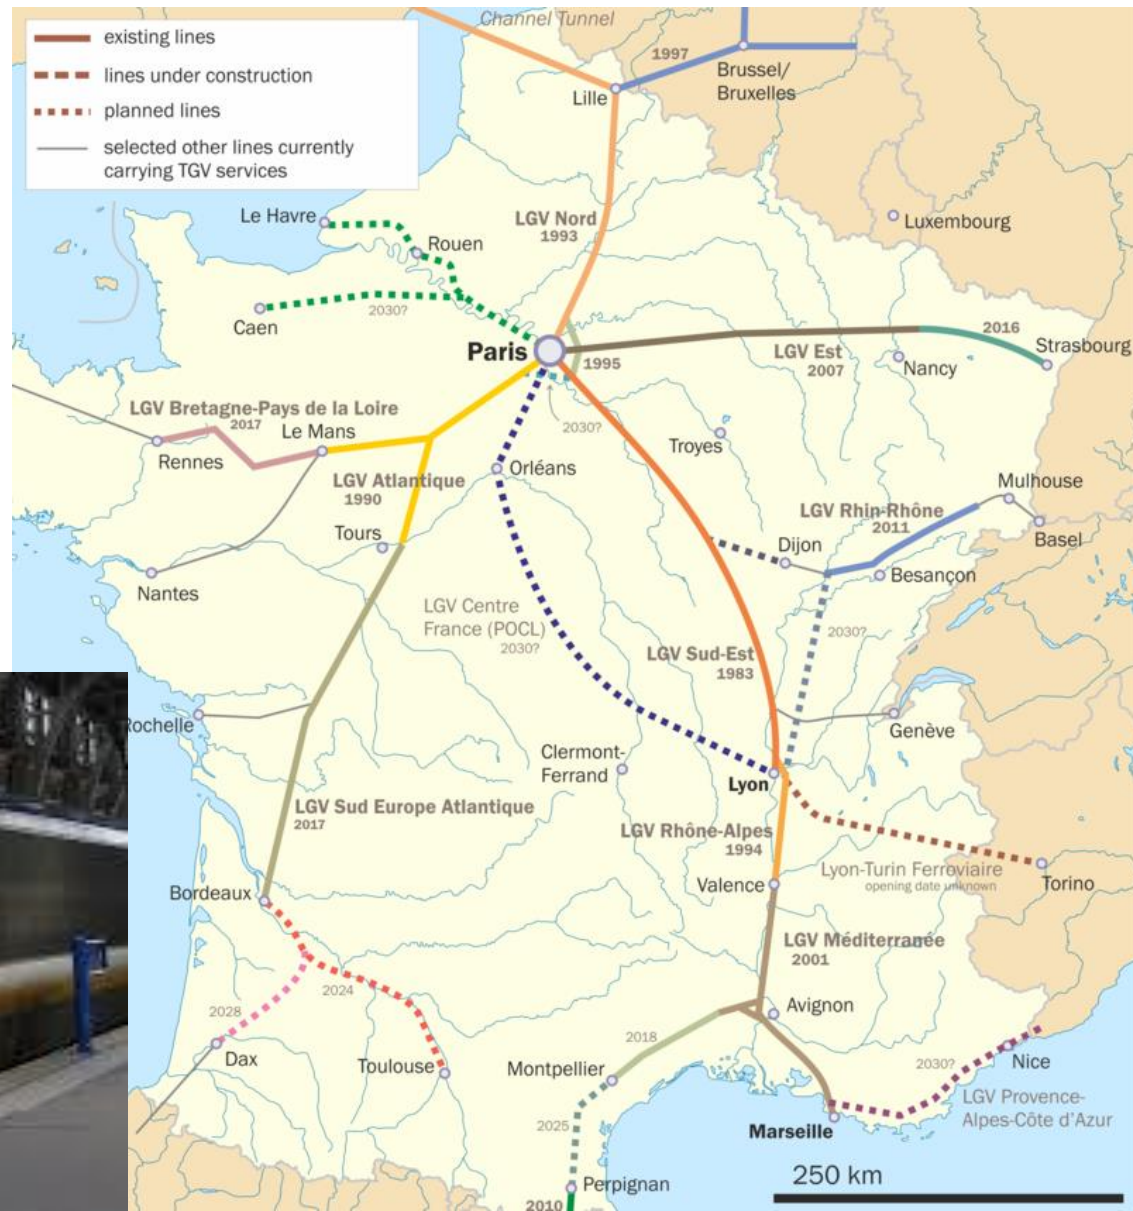 existing lines
lines under construction
planned lines
selected other lines currently
carrying TGV services
Channel Tunnel
1997
Brussel/
Bruxelles
Lille
Le Havre
Rouen
LGV Nord
1993
Luxembourg
Caen
2030?
Paris
1995
LGV Est
2007
2016
Strasbourg
Nancy
LGV Bretagne-Pays de la Loire
2017
Le Mans
Rennes
2030?
Troyes
LGV Atlantique
1990
Orléans
Mulhouse
LGV Rhin-Rhône
2011
Tours
Dijon
Basel
Besançon
Nantes
LGV Centre
France (POCL)
2030?
2030?
LGV Sud-Est
1983
Rochelle
Genève
Clermont-
Ferrand
Lyon
LGV Sud Europe Atlantique
2017
LGV Rhône-Alpes
1994
Lyon-Turin Ferroviaire
opening date unknown
Torino
Valence
Bordeaux
LGV Méditerranée
2001
2024
2028
Avignon
2018
Dax
Toulouse
Montpellier
2030?
Nice
LGV Provence-
Alpes-Côte d'Azur
2025
Marseille
250 km
Perpignan
2010